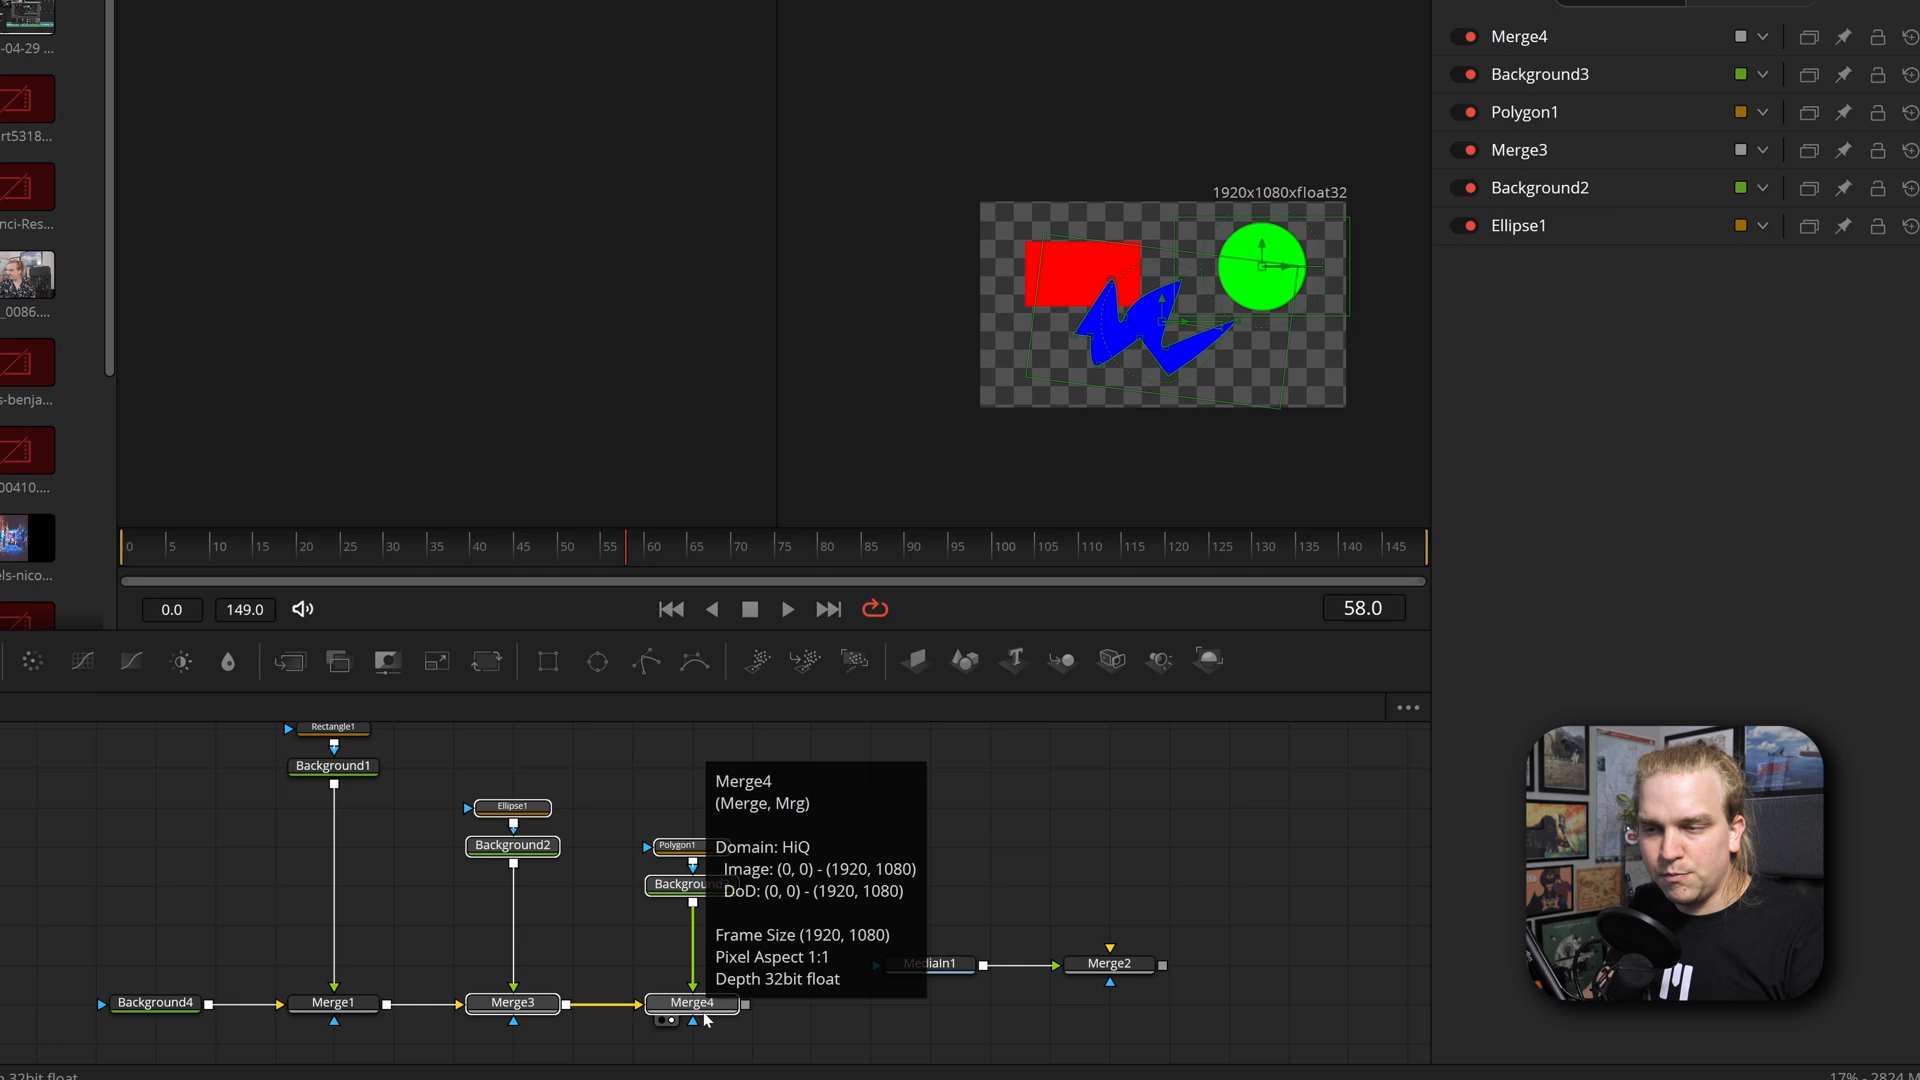 -04-29 ...
rt5318...
nci-Res...
_0086....
s-benja...
00410....
els-nico...
1920x1080xfloat32
Merge4
Background3
Polygon1
Merge3
Background2
Ellipse1
0 5 10 15 20 25 30 35 40 45 50 55 60 65 70 75 80 85 90 95 100 105 110 115 120 125 130 135 140 145
0.0 149.0 58.0
Rectangle1
Background1
Ellipse1
Background2
Polygon1
Backgroun
Merge4
(Merge, Mrg)
Domain: HiQ
Image: (0, 0) - (1920, 1080)
DoD: (0, 0) - (1920, 1080)
Frame Size (1920, 1080)
Pixel Aspect 1:1
Depth 32bit float
MediaIn1
Merge2
Background4
Merge1
Merge3
Merge4
32bit float
17% - 2824 M